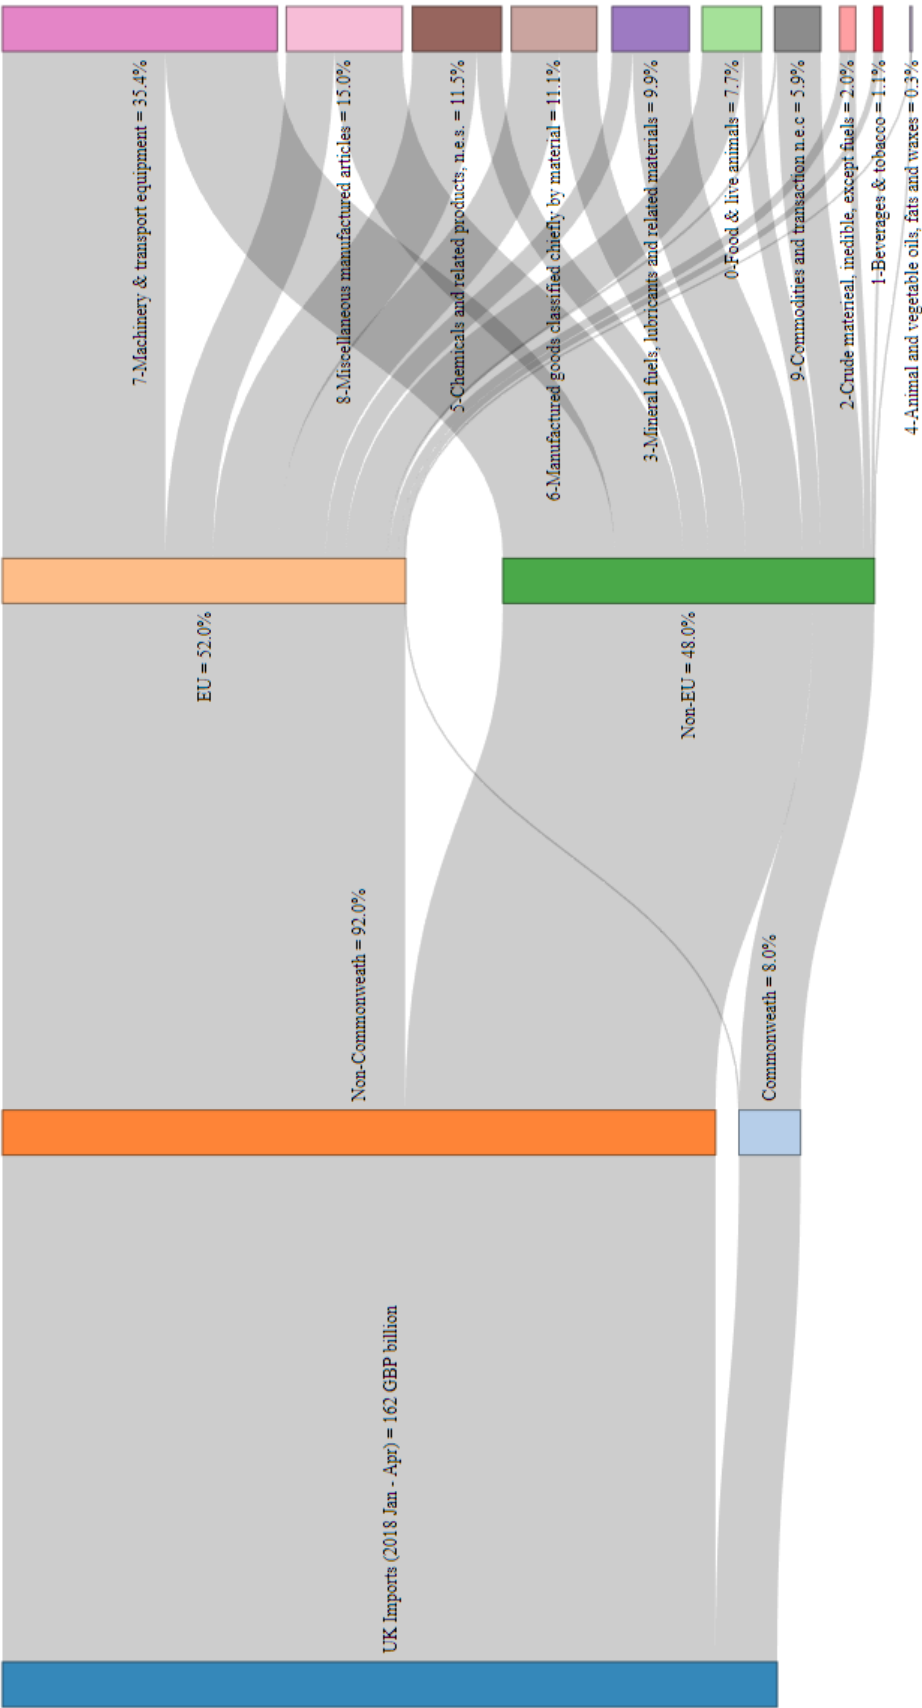 UK Imports (2018 Jan - Apr) = 162 GBP billion
Non-Commonweath = 92.0%
Commonweath = 8.0%
EU = 52.0%
Non-EU = 48.0%
7-Machinery & transport equipment = 35.4%
8-Miscellaneous manufactured articles = 15.0%
5-Chemicals and related products, n.e.s. = 11.5%
6-Manufactured goods classified chiefly by material = 11.1%
3-Mineral fuels, lubricants and related materials = 9.9%
0-Food & live animals = 7.7%
9-Commodities and transaction n.e.c = 5.9%
2-Crude materieal, inedible, except fuels = 2.0%
1-Beverages & tobacco = 1.1%
4-Animal and vegetable oils, fats and waxes = 0.3%